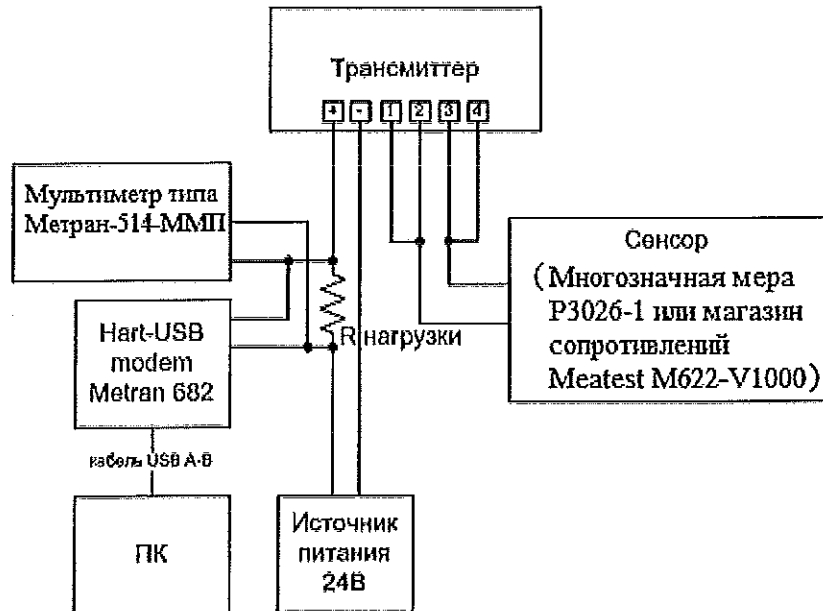 Трансмиттер
+ - 1 2 3 4
Мультиметр типа
Метран-514-ММП
Сенсор
(Многозначная мера
Р3026-1 или магазин
сопротивлений
Meatest M622-V1000)
R нагрузки
Hart-USB
modem
Metran 682
кабель USB A-B
ПК
Источник
питания
24В